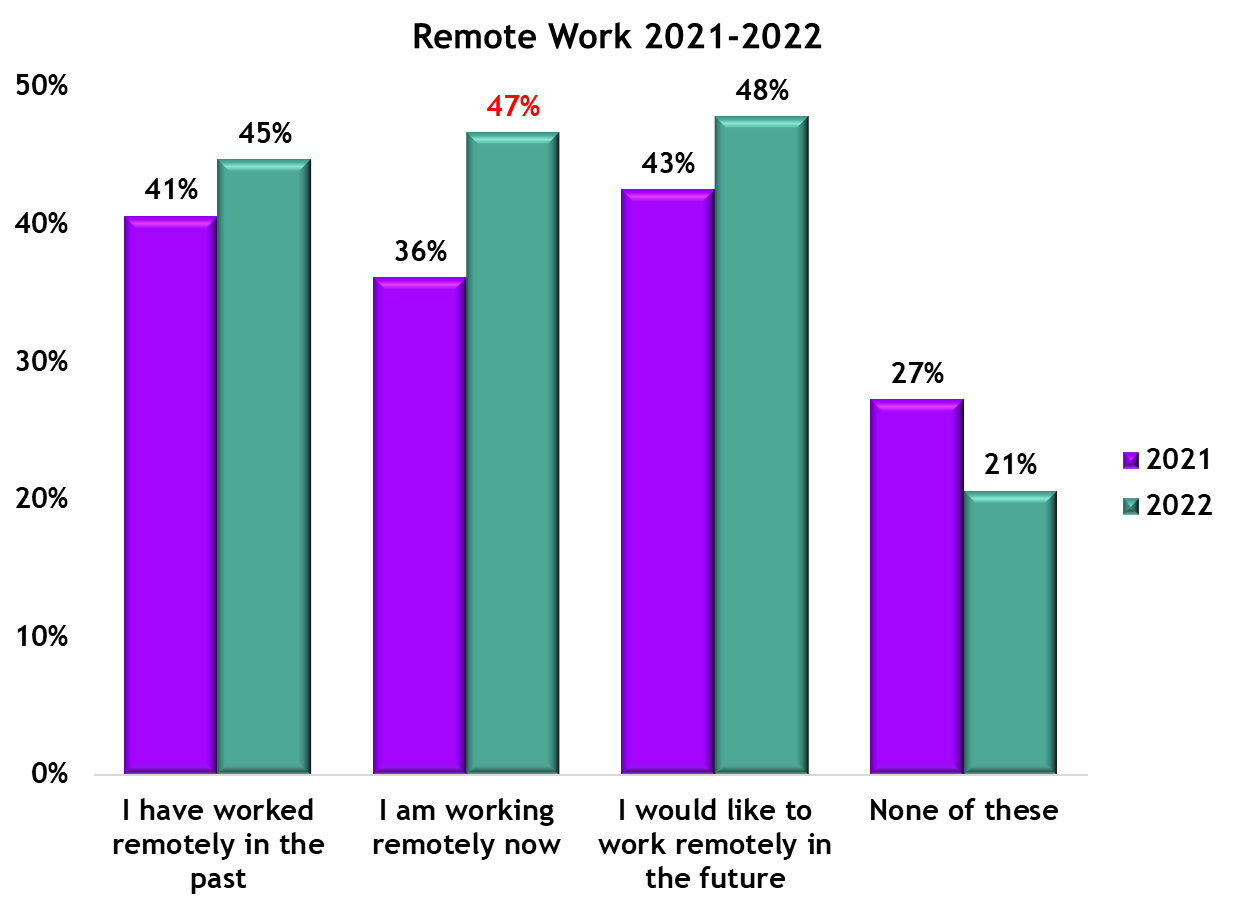 Remote Work 2021-2022
50%
40%
30%
20%
10%
0%
41%
45%
36%
47%
43%
48%
27%
21%
I have worked
remotely in the
past
I am working
remotely now
I would like to
work remotely in
the future
None of these
2021
2022